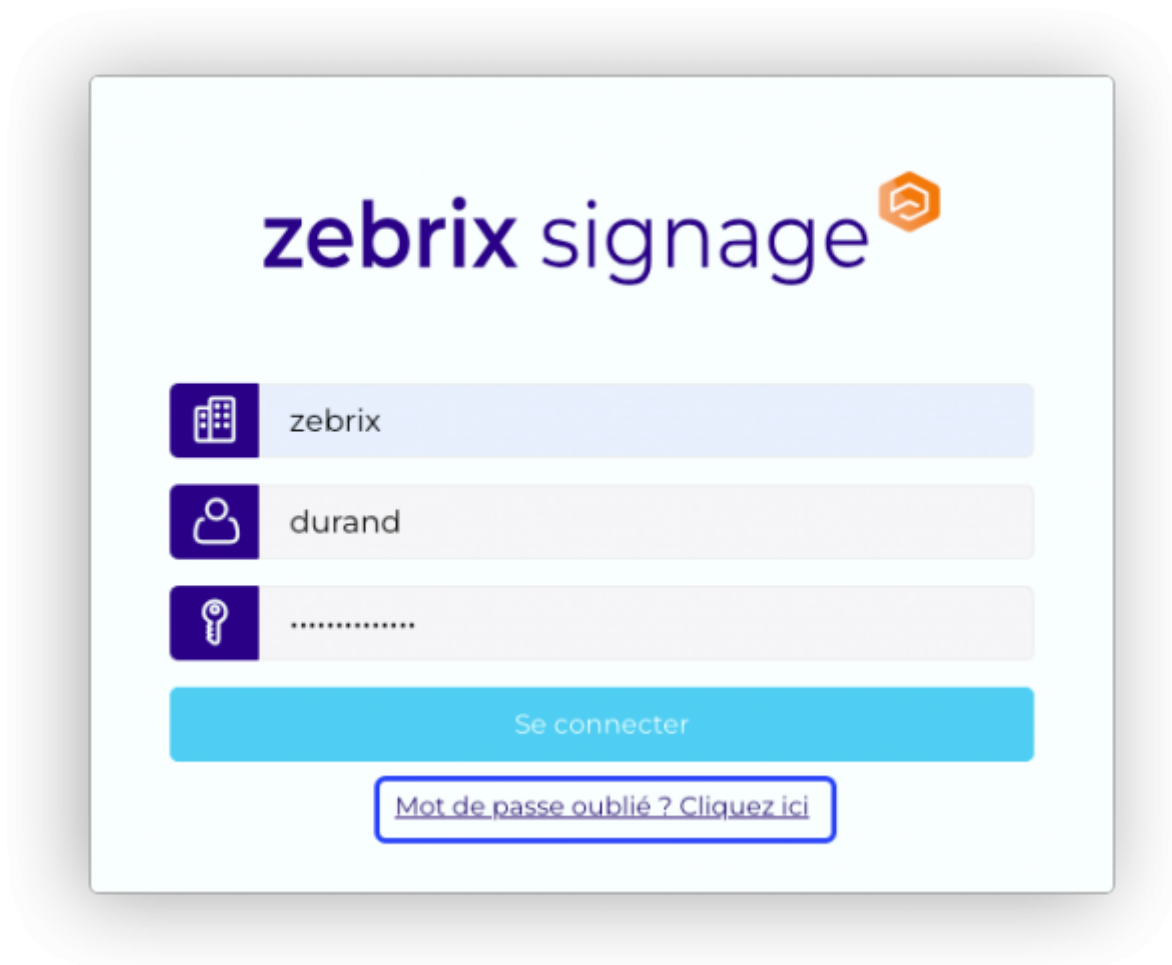 zebrix signage
zebrix
durand
··············
Se connecter
Mot de passe oublié ? Cliquez ici